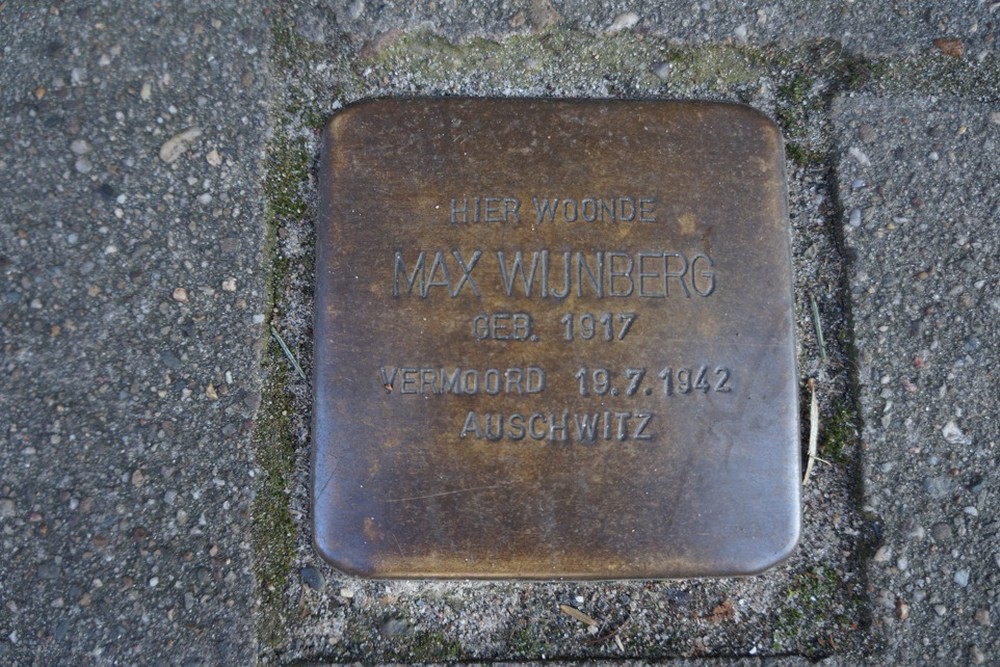 HIER WOONDE
MAX WIJNBERG
GEB. 1917
VERMOORD 19.7.1942
AUSCHWITZ